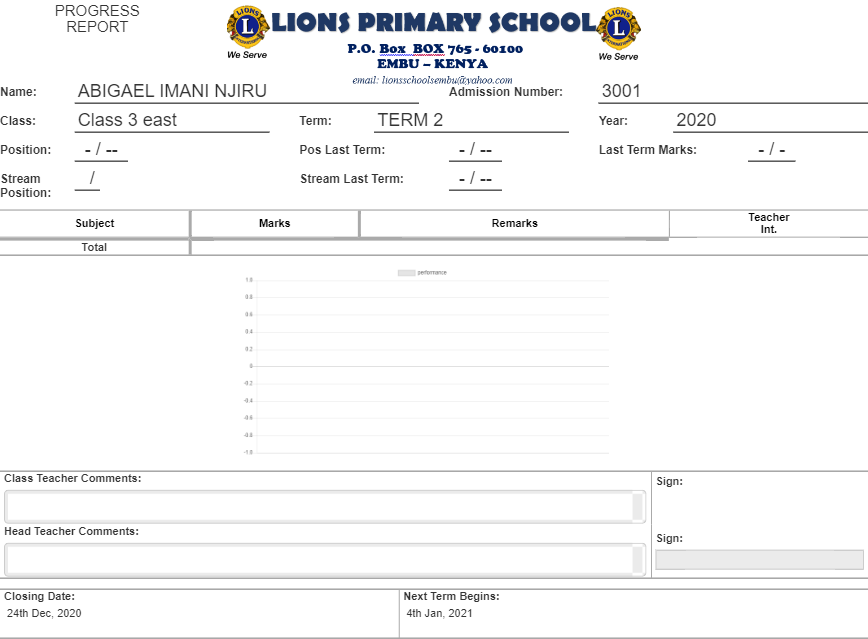 PROGRESS
REPORT
LIONS
L
INTERNATIONAL
We Serve
LIONS PRIMARY SCHOOL
LIONS
L
INTERNATIONAL
We Serve
P.O. Box BOX 765 - 60100
EMBU – KENYA
email: lionsschoolsembu@yahoo.com
Name: ABIGAEL IMANI NJIRU Admission Number: 3001
Class: Class 3 east Term: TERM 2 Year: 2020
Position: - / -- Pos Last Term: - / -- Last Term Marks: - / -
Stream Position: / Stream Last Term: - / --
Subject Marks Remarks Teacher Int.
Total
performance
1.0
0.8
0.6
0.4
0.2
0
-0.2
-0.4
-0.6
-0.8
-1.0
Class Teacher Comments: Sign:
Head Teacher Comments: Sign:
Closing Date: Next Term Begins:
24th Dec, 2020 4th Jan, 2021